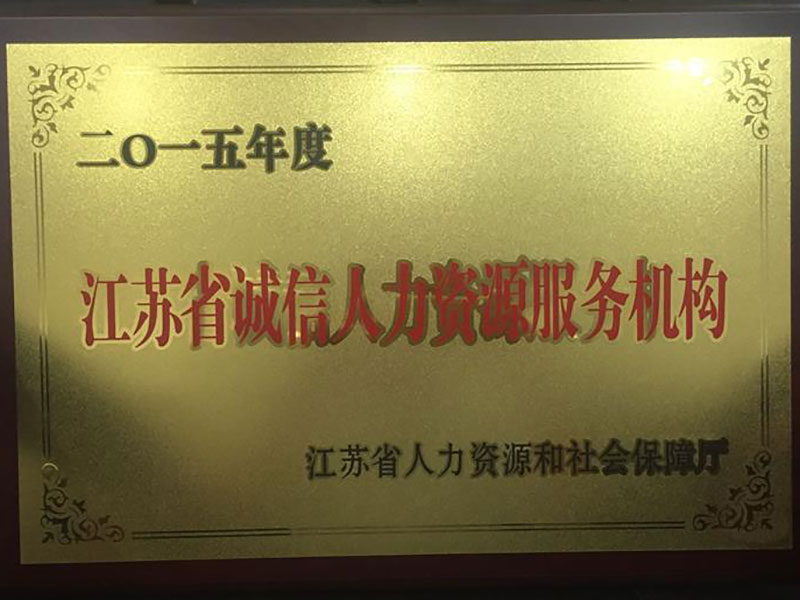 二〇一五年度
江苏省诚信人力资源服务机构
江苏省人力资源和社会保障厅